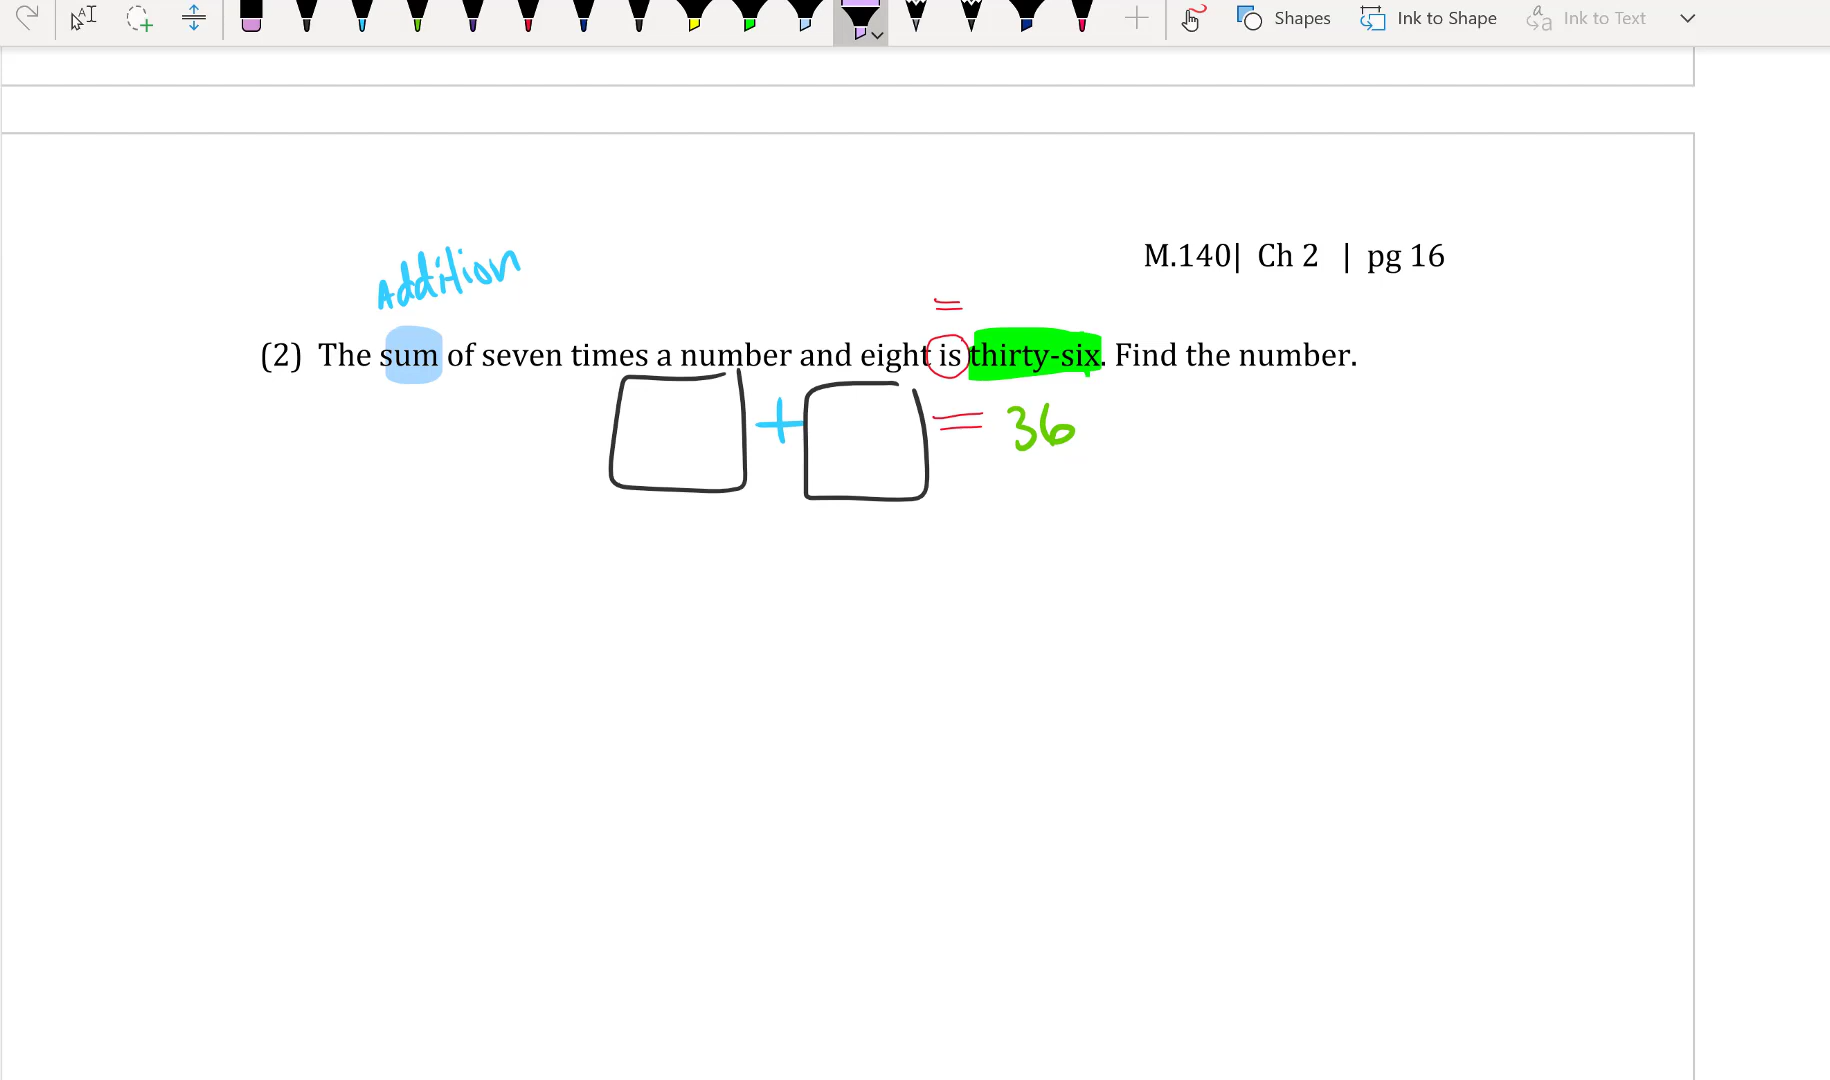 Shapes Ink to Shape Ink to Text
M.140| Ch 2 | pg 16
Addition
=
(2) The sum of seven times a number and eight is thirty-six. Find the number.
+ = 36